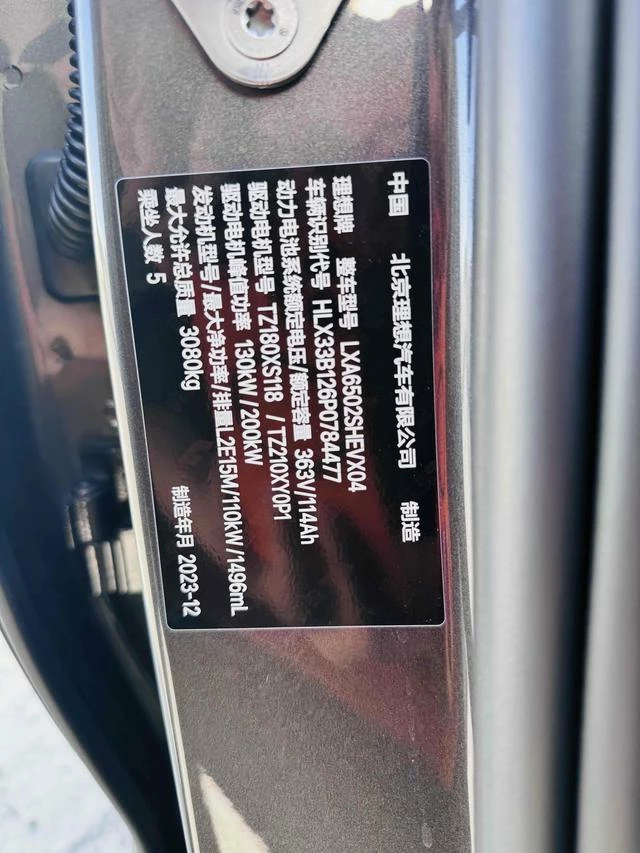 中国 北京理想汽车有限公司 制造
理想牌 整车型号 LXA6502SHEVX04
车辆识别代号 HLX33B126P0784477
动力电池系统额定电压/额定容量 363V/114Ah
驱动电机型号 TZ180XS118 /TZ210XY0P1
驱动电机峰值功率 130kW/200kW
发动机型号/最大净功率/排量L2E15M/110kW/1496mL
最大允许总质量 3080kg 制造年月 2023-12
乘坐人数 5